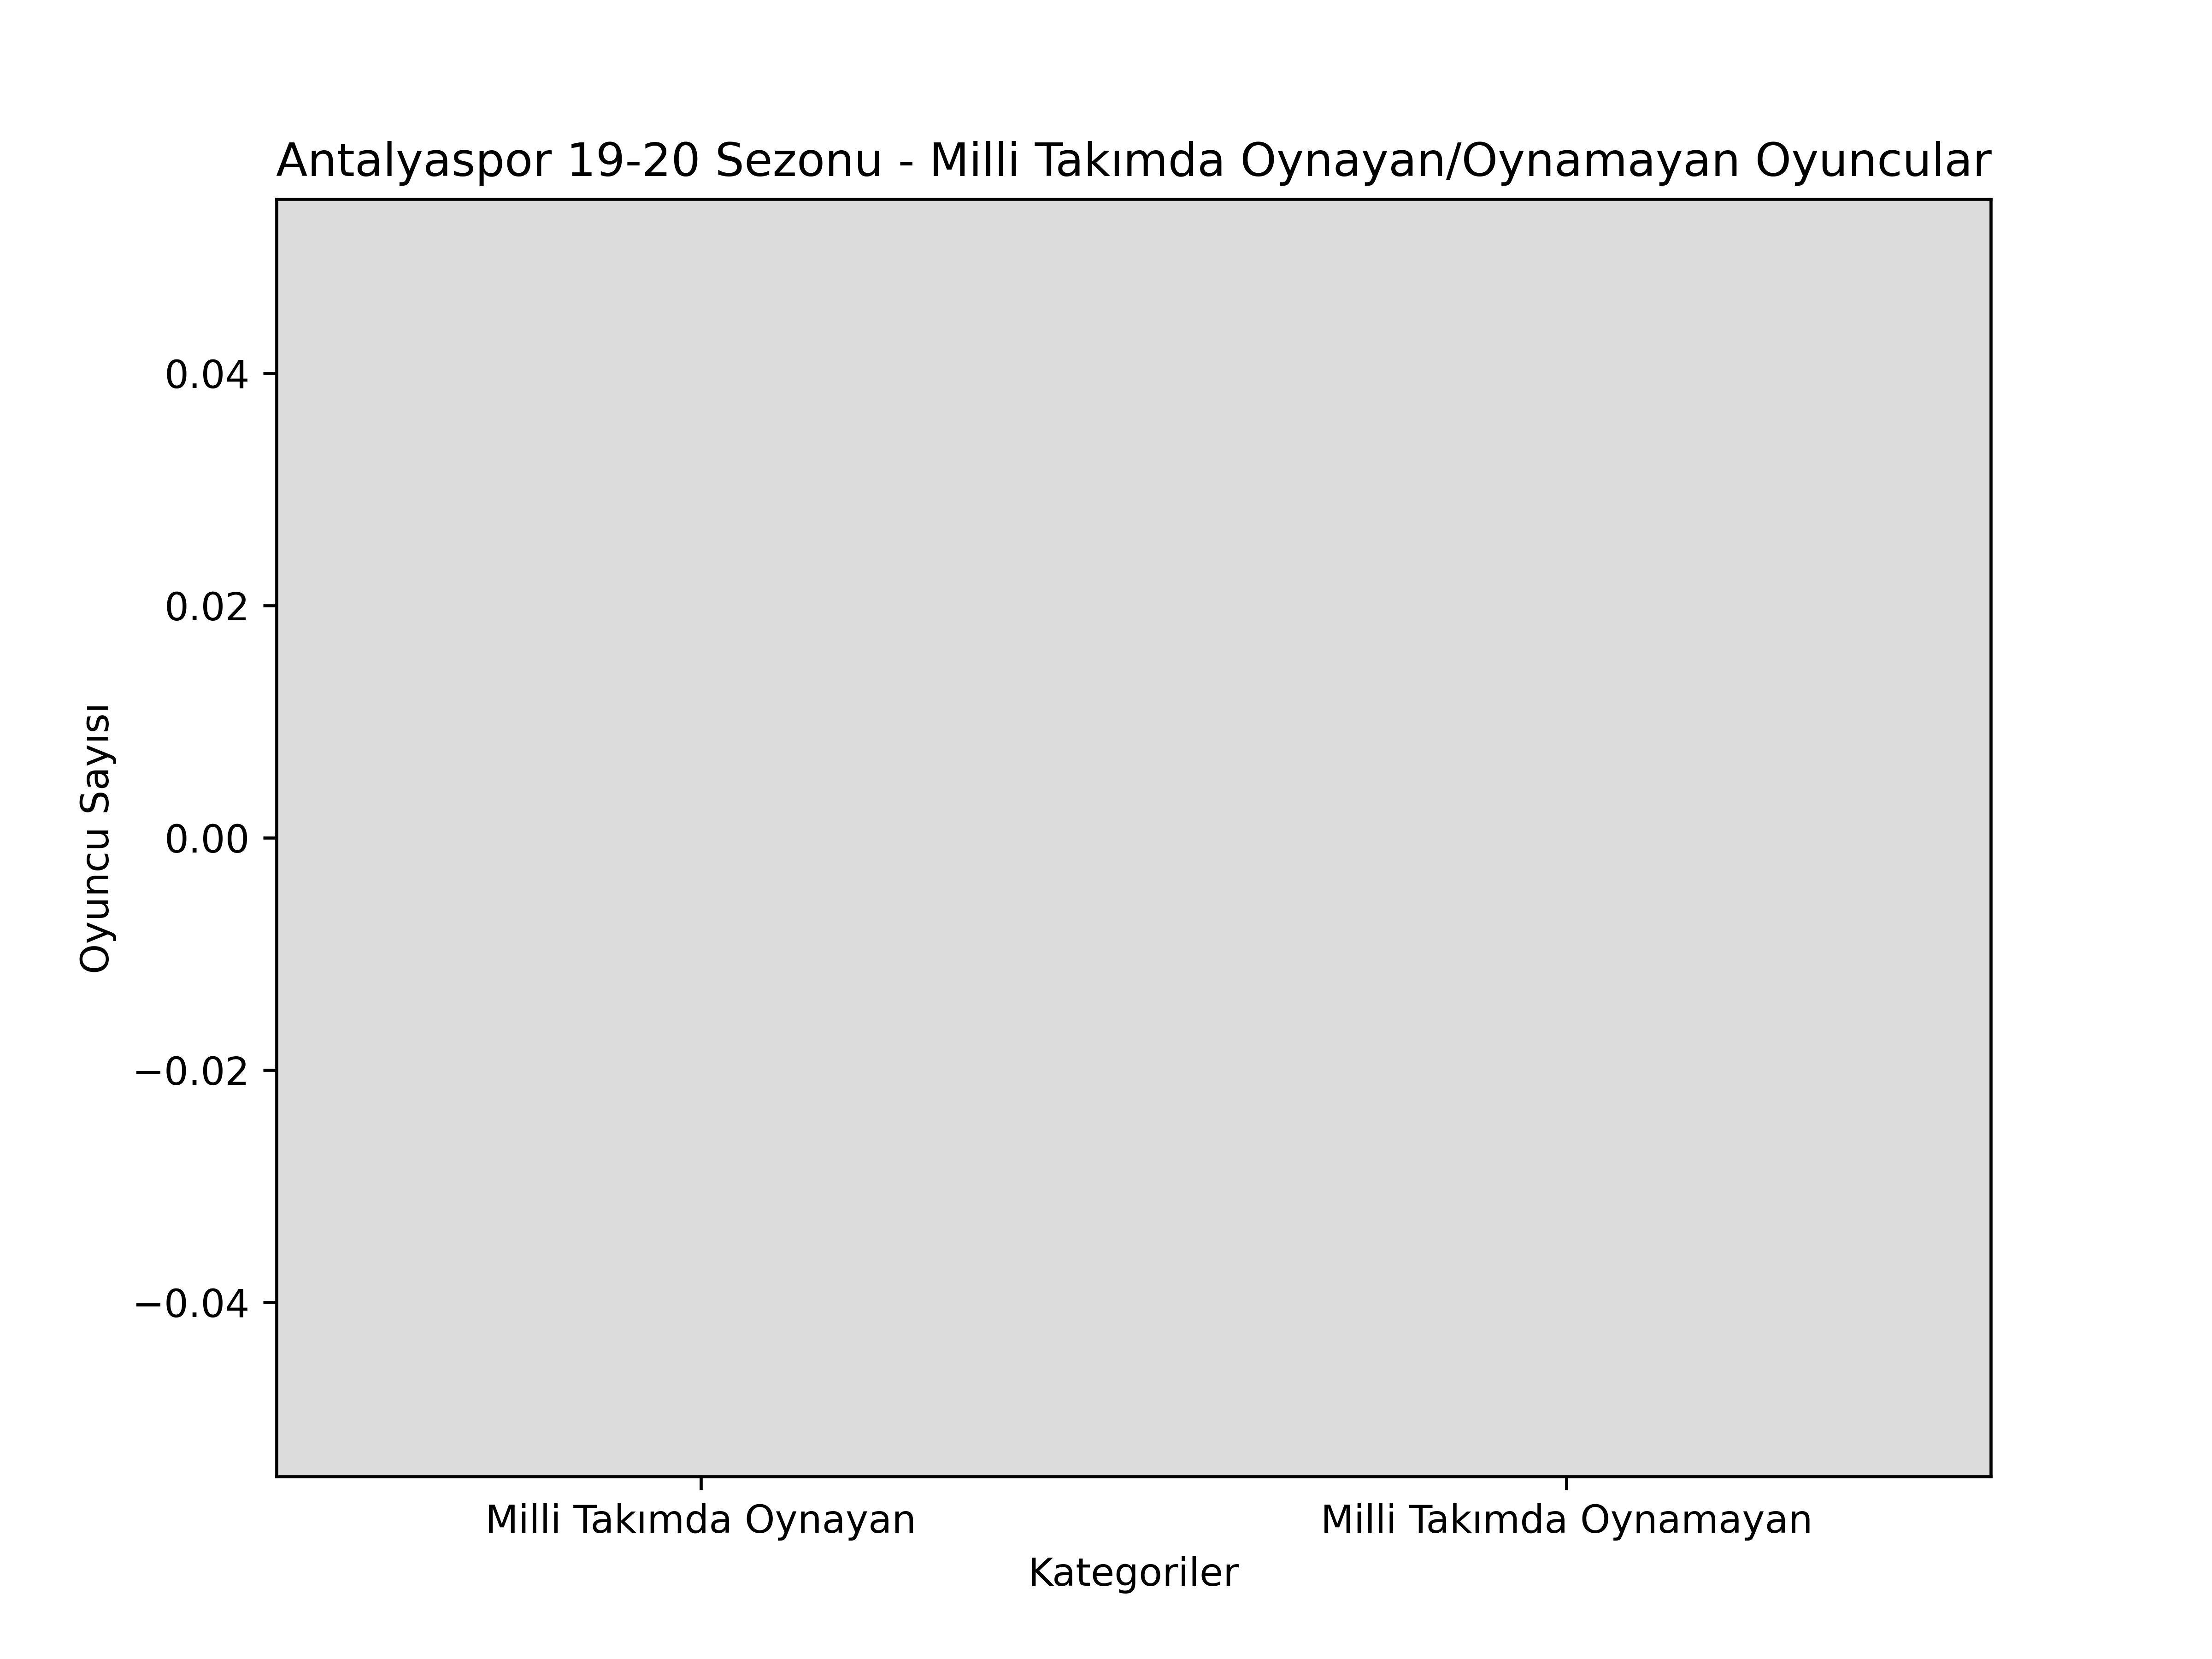 Antalyaspor 19-20 Sezonu - Milli Takımda Oynayan/Oynamayan Oyuncular
Oyuncu Sayısı
0.04
0.02
0.00
−0.02
−0.04
Milli Takımda Oynayan Milli Takımda Oynamayan
Kategoriler